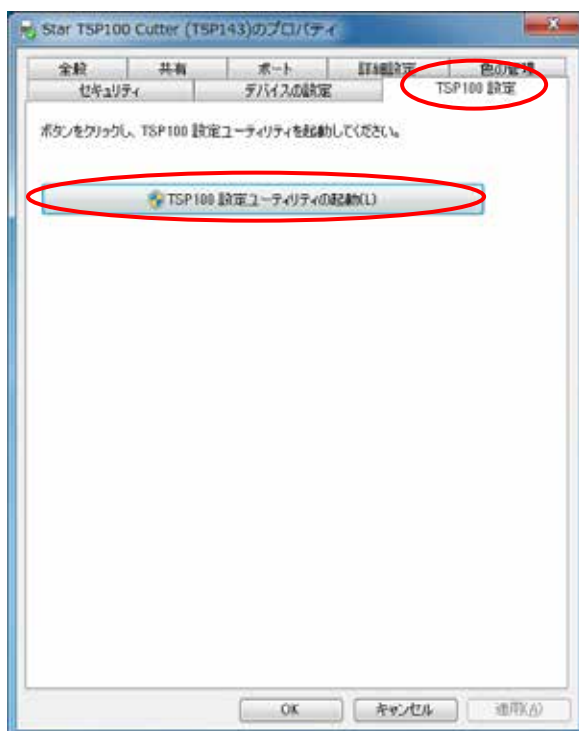 Star TSP100 Cutter (TSP143)のプロパティ
全般 共有 ポート 詳細設定 色の管理
セキュリティ デバイスの設定 TSP100 設定
ボタンをクリックし、TSP100 設定ユーティリティを起動してください。
TSP100 設定ユーティリティの起動(L)
OK キャンセル 適用(A)